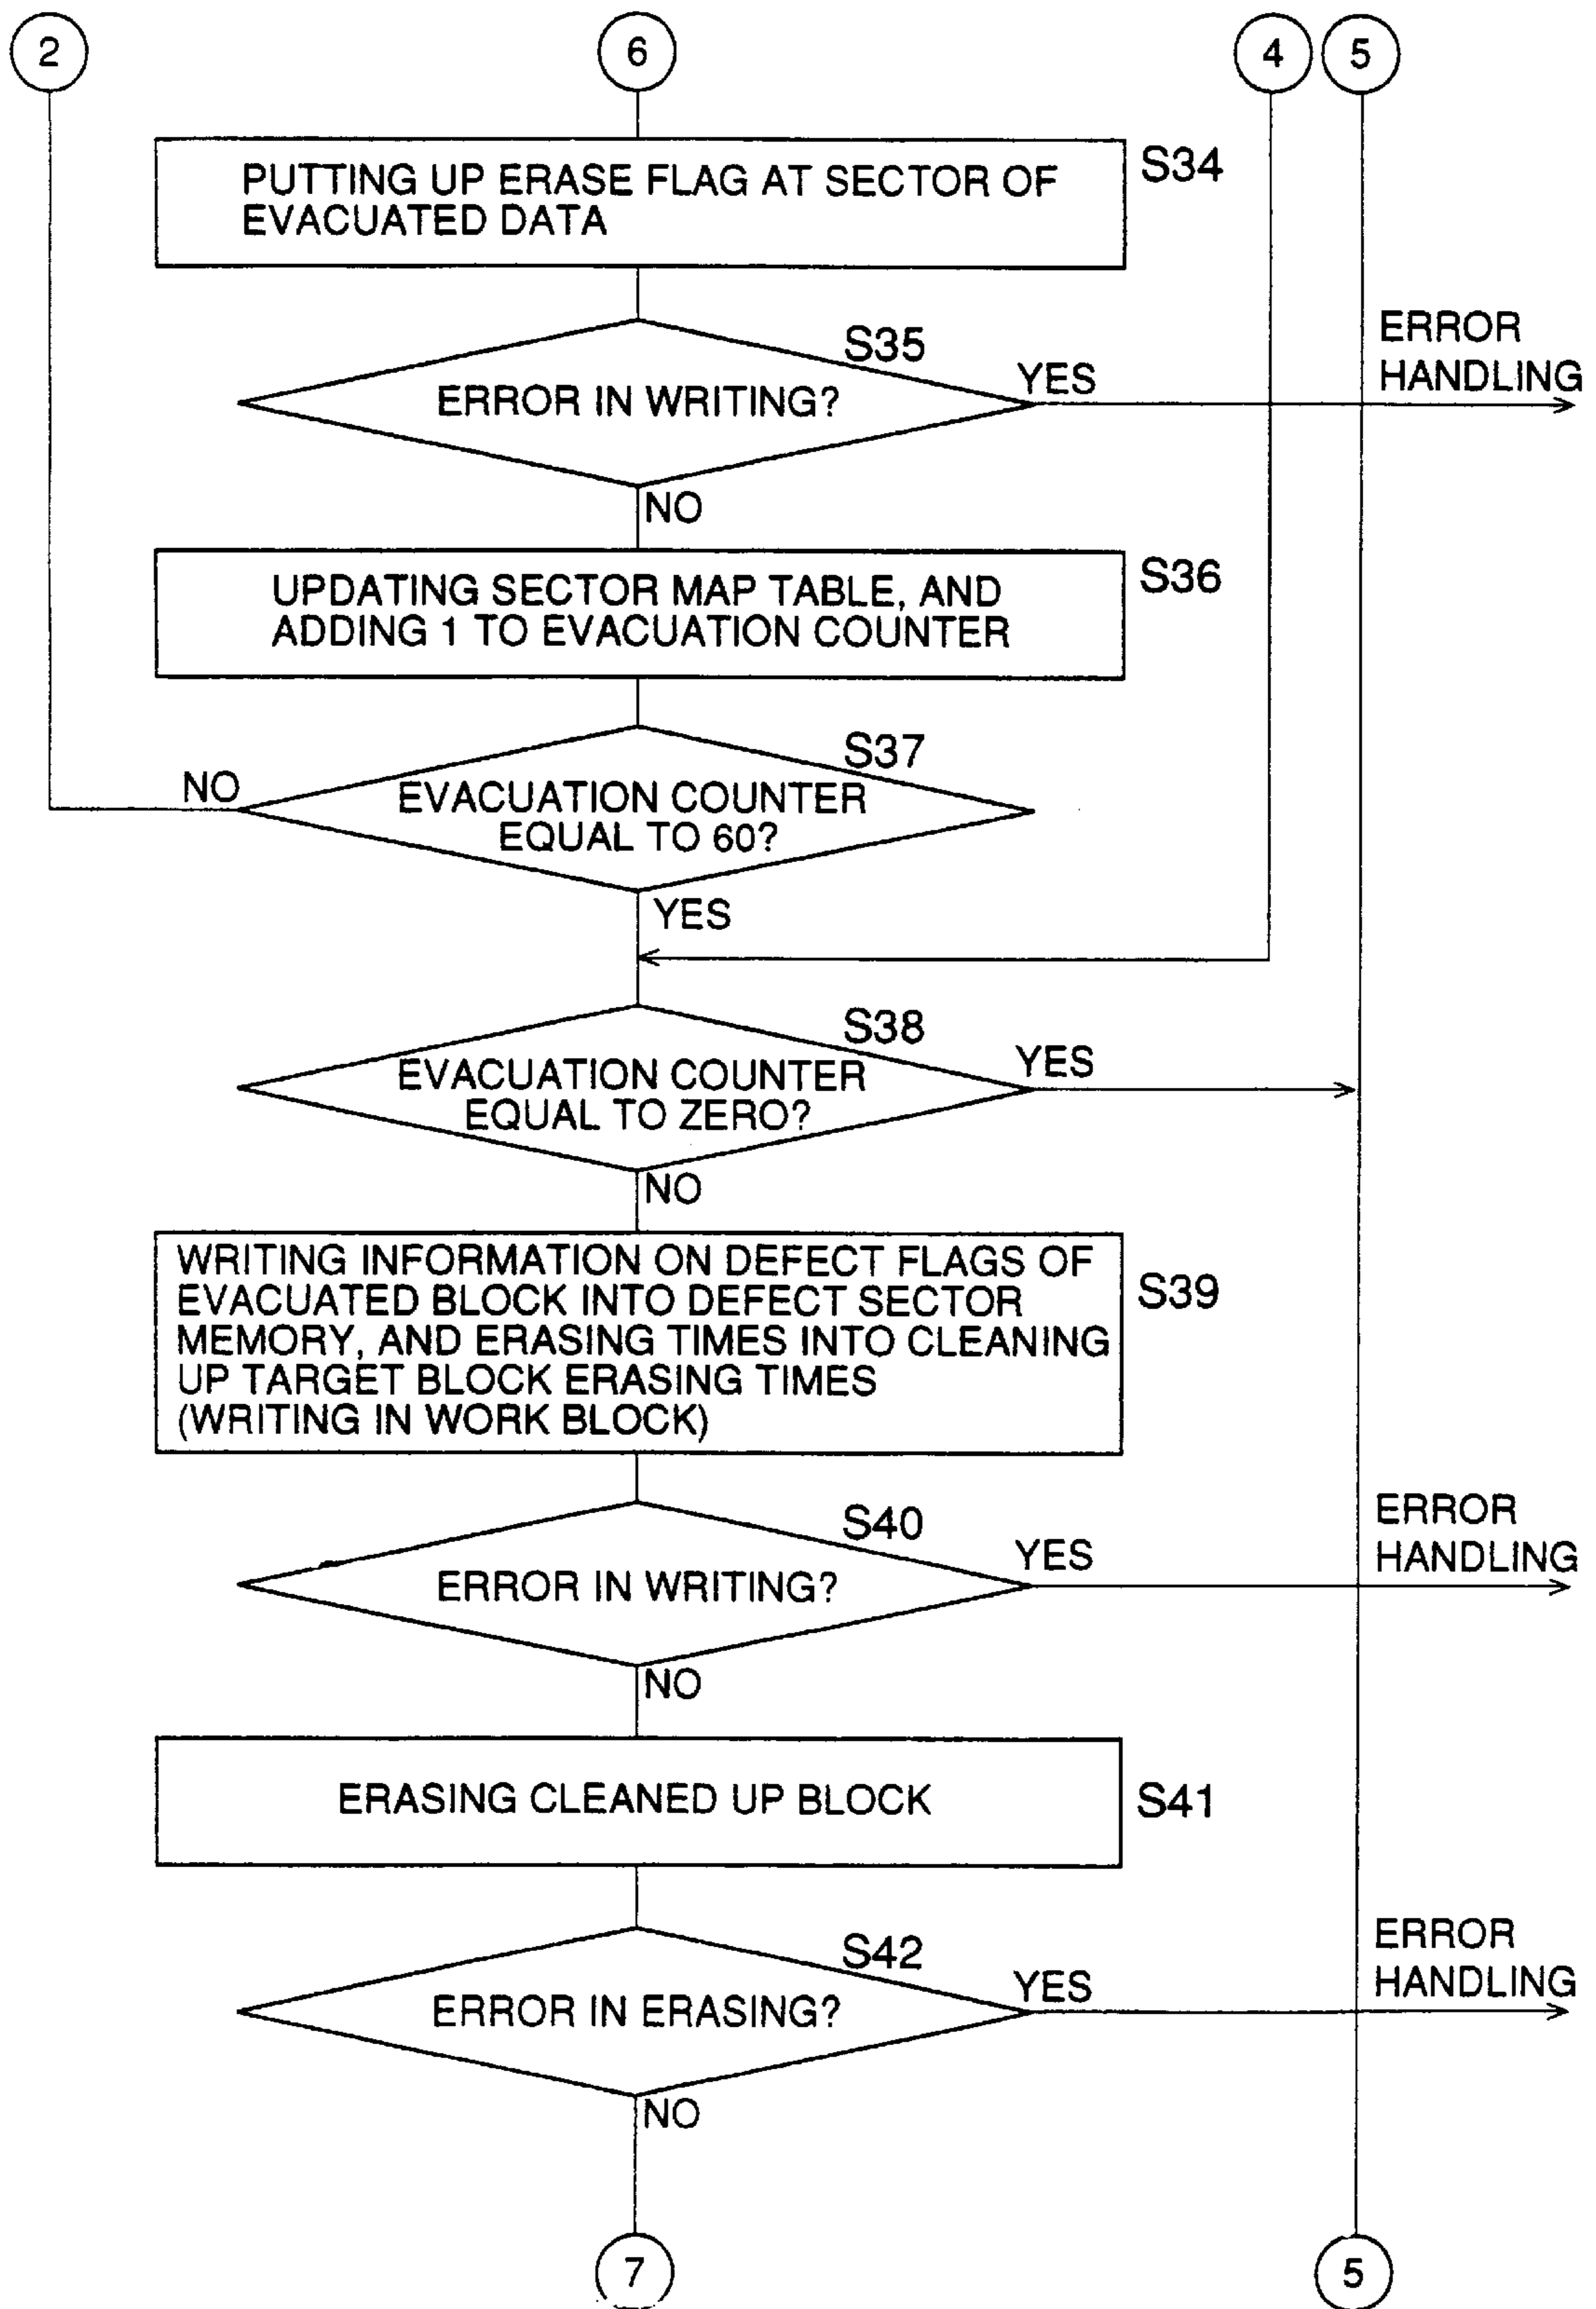 2
6
4
5
PUTTING UP ERASE FLAG AT SECTOR OF
EVACUATED DATA
S34
S35
ERROR IN WRITING?
YES
ERROR
HANDLING
NO
UPDATING SECTOR MAP TABLE, AND
ADDING 1 TO EVACUATION COUNTER
S36
S37
NO
EVACUATION COUNTER
EQUAL TO 60?
YES
S38
EVACUATION COUNTER
EQUAL TO ZERO?
YES
NO
WRITING INFORMATION ON DEFECT FLAGS OF
EVACUATED BLOCK INTO DEFECT SECTOR
MEMORY, AND ERASING TIMES INTO CLEANING
UP TARGET BLOCK ERASING TIMES
(WRITING IN WORK BLOCK)
S39
S40
ERROR IN WRITING?
YES
ERROR
HANDLING
NO
ERASING CLEANED UP BLOCK
S41
S42
ERROR IN ERASING?
YES
ERROR
HANDLING
NO
7
5